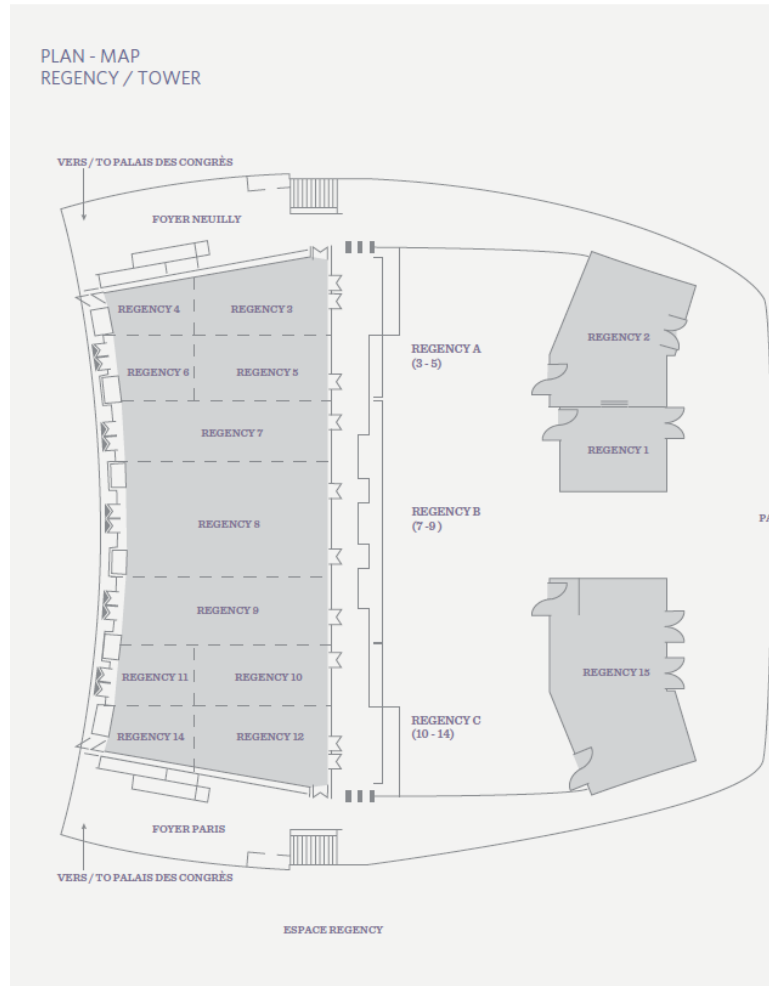 PLAN - MAP
REGENCY / TOWER
VERS / TO PALAIS DES CONGRÈS
FOYER NEUILLY
REGENCY 4
REGENCY 3
REGENCY 6
REGENCY 5
REGENCY 7
REGENCY 8
REGENCY 9
REGENCY 11
REGENCY 10
REGENCY 14
REGENCY 12
REGENCY A
(3 - 5)
REGENCY B
(7 -9 )
REGENCY C
(10 - 14)
REGENCY 2
REGENCY 1
REGENCY 15
PA
FOYER PARIS
VERS / TO PALAIS DES CONGRÈS
ESPACE REGENCY